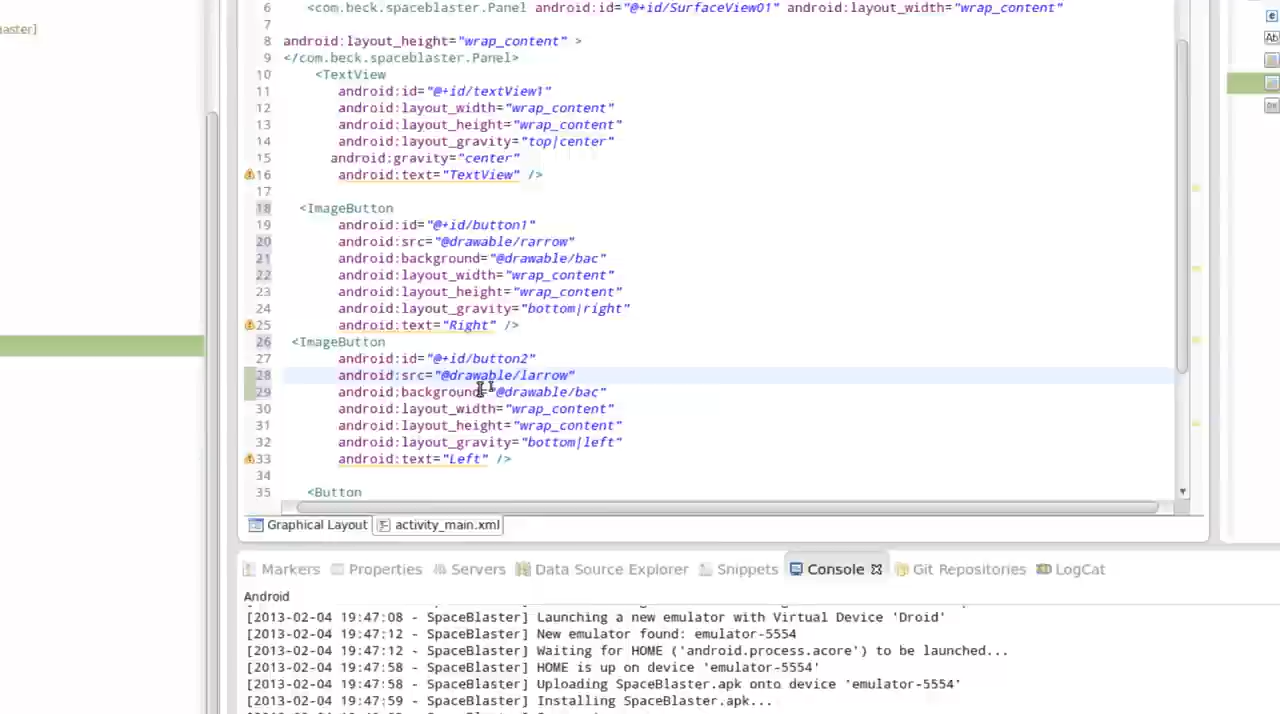 aster]
6 <com.beck.spaceblaster.Panel android:id="@+id/SurfaceView01" android:layout_width="wrap_content"
7
8 android:layout_height="wrap_content" >
9 </com.beck.spaceblaster.Panel>
10 <TextView
11 android:id="@+id/textView1"
12 android:layout_width="wrap_content"
13 android:layout_height="wrap_content"
14 android:layout_gravity="top|center"
15 android:gravity="center"
16 android:text="TextView" />
17
18 <ImageButton
19 android:id="@+id/button1"
20 android:src="@drawable/rarrow"
21 android:background="@drawable/bac"
22 android:layout_width="wrap_content"
23 android:layout_height="wrap_content"
24 android:layout_gravity="bottom|right"
25 android:text="Right" />
26 <ImageButton
27 android:id="@+id/button2"
28 android:src="@drawable/larrow"
29 android:background="@drawable/bac"
30 android:layout_width="wrap_content"
31 android:layout_height="wrap_content"
32 android:layout_gravity="bottom|left"
33 android:text="Left" />
34
35 <Button
Graphical Layout activity_main.xml
Markers Properties Servers Data Source Explorer Snippets Console Git Repositories LogCat
Android
[2013-02-04 19:47:08 - SpaceBlaster] Launching a new emulator with Virtual Device 'Droid'
[2013-02-04 19:47:12 - SpaceBlaster] New emulator found: emulator-5554
[2013-02-04 19:47:12 - SpaceBlaster] Waiting for HOME ('android.process.acore') to be launched...
[2013-02-04 19:47:58 - SpaceBlaster] HOME is up on device 'emulator-5554'
[2013-02-04 19:47:58 - SpaceBlaster] Uploading SpaceBlaster.apk onto device 'emulator-5554'
[2013-02-04 19:47:59 - SpaceBlaster] Installing SpaceBlaster.apk...